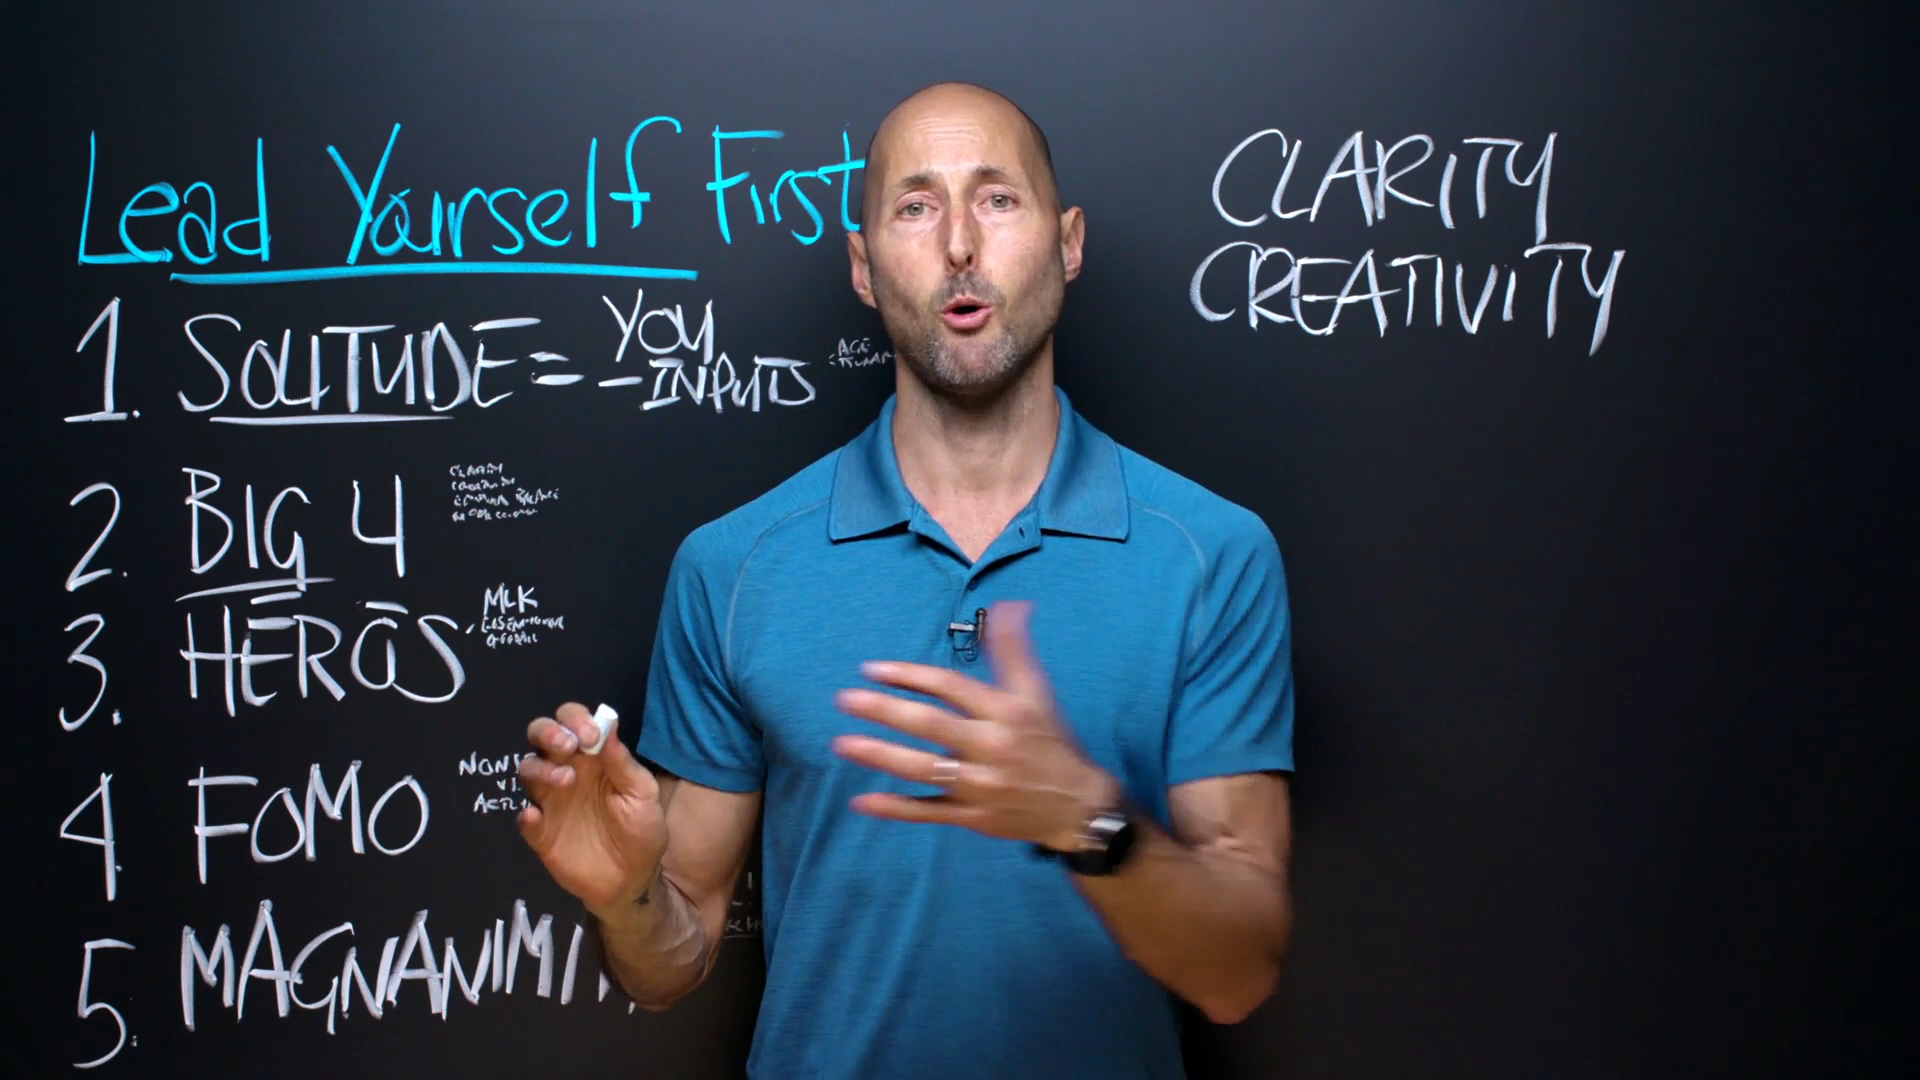 Lead Yourself First
1. SOLITUDE = YOU
- INPUTS
2. BIG 4
CLARITY
3. HEROS
MLK
4. FOMO
5. MAGNANIMI
CLARITY
CREATIVITY